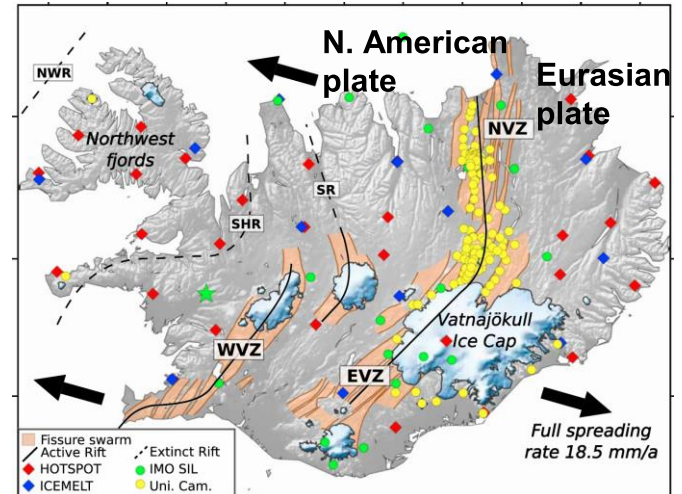 N. American
plate
Eurasian
plate
NWR
Northwest
fjords
NVZ
SR
SHR
Vatnajökull
Ice Cap
WVZ
EVZ
Full spreading
rate 18.5 mm/a
Fissure swarm
Active Rift
Extinct Rift
HOTSPOT
IMO SIL
ICEMELT
Uni. Cam.